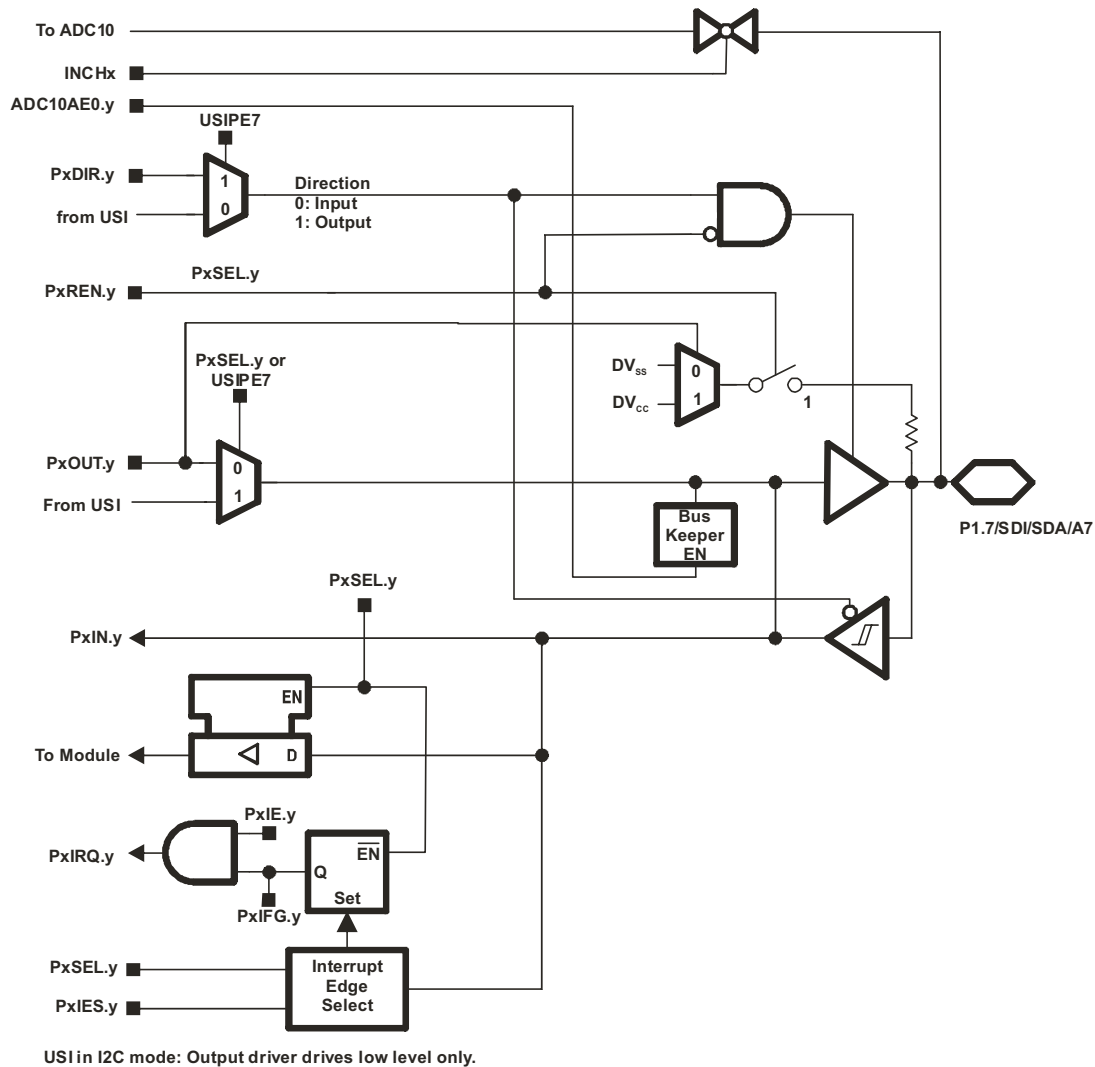 To ADC10
INCHx
ADC10AE0.y
USIPE7
PxDIR.y
1
from USI
0
Direction
0: Input
1: Output
PxSEL.y
PxREN.y
PxSEL.y or
USIPE7
DVSS
0
DVCC
1
1
PxOUT.y
0
From USI
1
Bus
Keeper
EN
P1.7/SDI/SDA/A7
PxSEL.y
PxIN.y
EN
To Module
D
PxIE.y
PxIRQ.y
EN
Q
Set
PxIFG.y
PxSEL.y
PxIES.y
Interrupt
Edge
Select
USI in I2C mode: Output driver drives low level only.